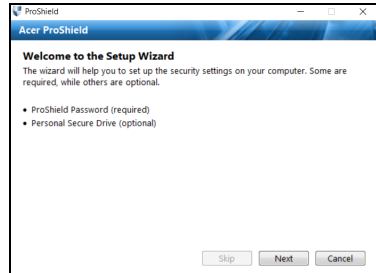 ProShield
Acer ProShield
Welcome to the Setup Wizard
The wizard will help you to set up the security settings on your computer. Some are
required, while others are optional.
• ProShield Password (required)
• Personal Secure Drive (optional)
Skip Next Cancel